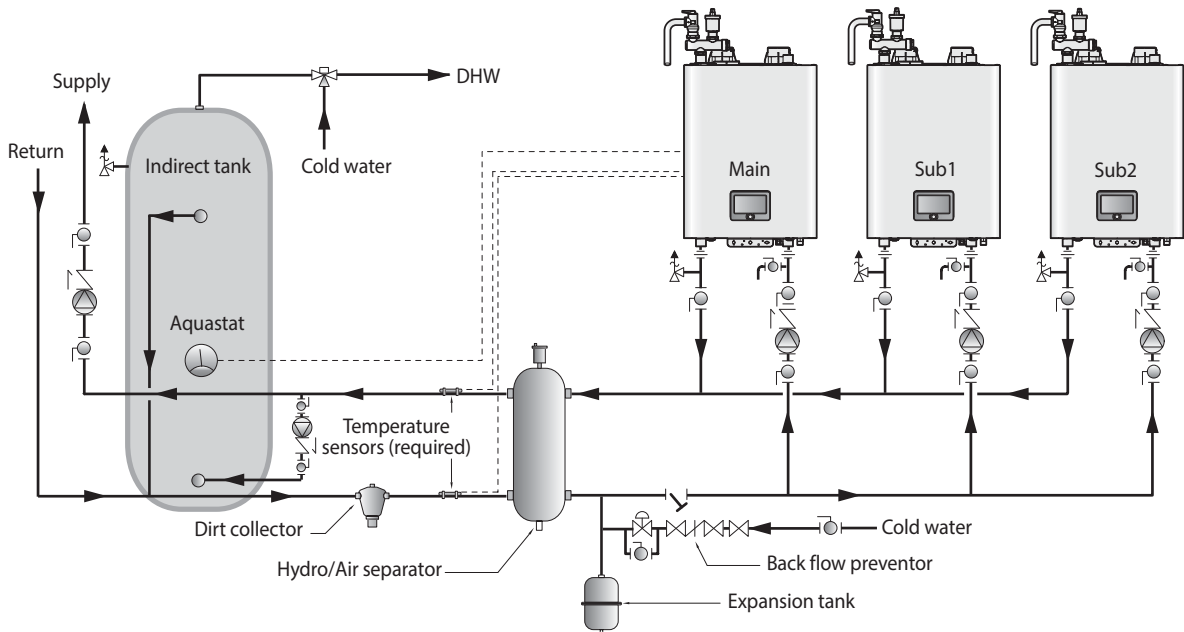 Supply
DHW
Return
Indirect tank
Cold water
Main
Sub1
Sub2
Aquastat
Temperature
sensors (required)
Dirt collector
Cold water
Hydro/Air separator
Back flow preventor
Expansion tank